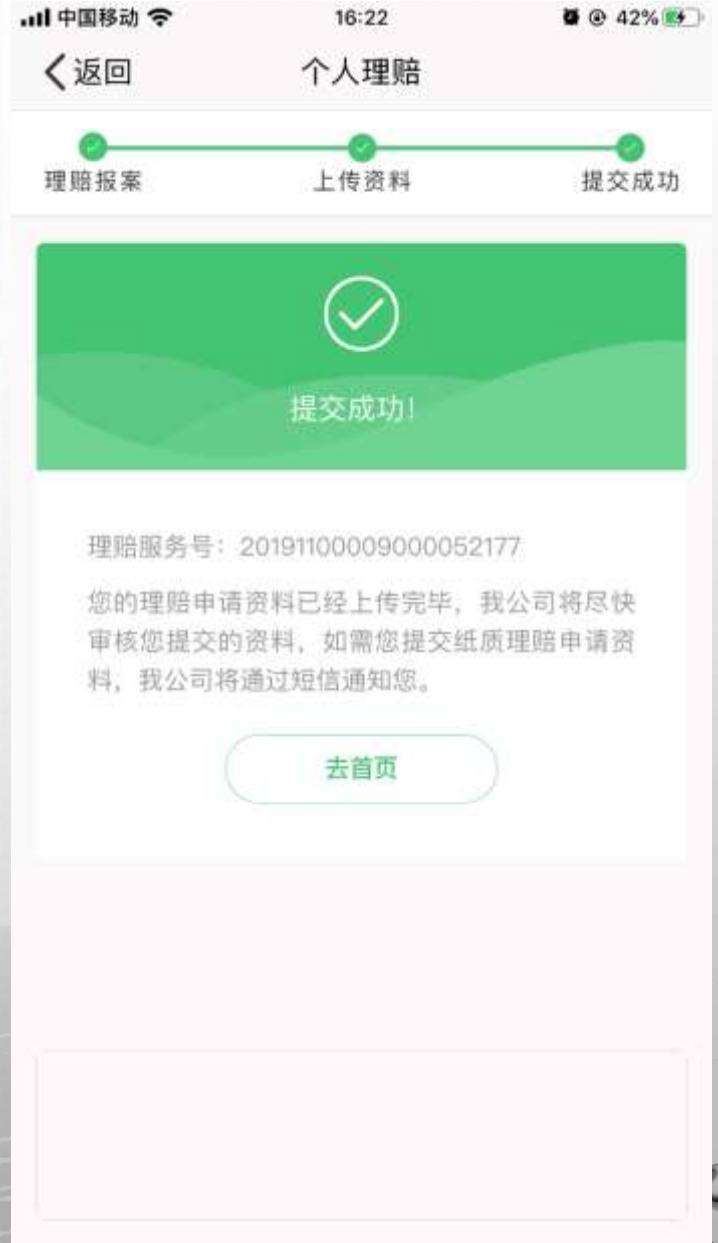 中国移动 16:22 42%
返回 个人理赔
理赔报案 上传资料 提交成功
提交成功!
理赔服务号：20191100009000052177
您的理赔申请资料已经上传完毕，我公司将尽快
审核您提交的资料，如需您提交纸质理赔申请资
料，我公司将通过短信通知您。
去首页